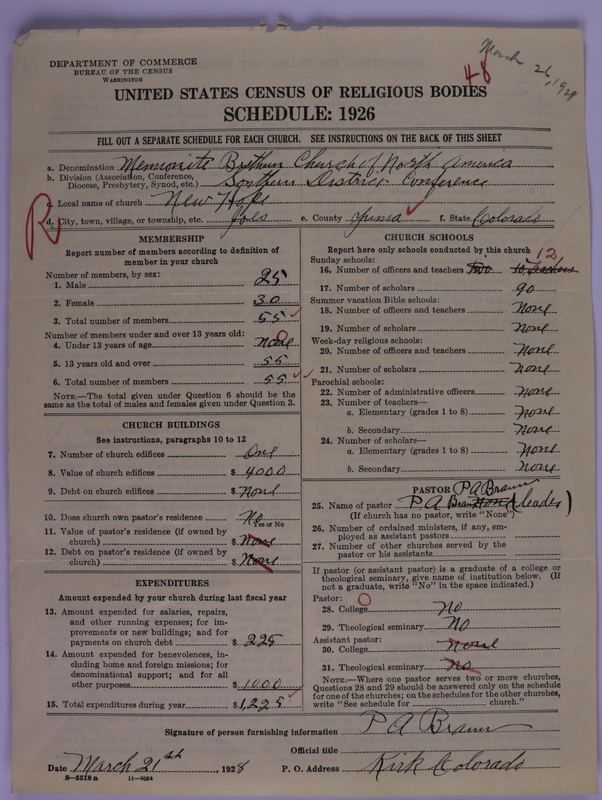 March 26, 1928
48
DEPARTMENT OF COMMERCE
BUREAU OF THE CENSUS
WASHINGTON
UNITED STATES CENSUS OF RELIGIOUS BODIES
SCHEDULE: 1926
FILL OUT A SEPARATE SCHEDULE FOR EACH CHURCH. SEE INSTRUCTIONS ON THE BACK OF THIS SHEET
a. Denomination Mennonite Brethren Church of North America
b. Division (Association, Conference,
Diocese, Presbytery, Synod, etc.) Southern District Conference
c. Local name of church New Hope
d. City, town, village, or township, etc. Joes e. County Yuma f. State Colorado
R
MEMBERSHIP
Report number of members according to definition of
member in your church
Number of members, by sex:
1. Male 25
2. Female 30
3. Total number of members 55
Number of members under and over 13 years old:
4. Under 13 years of age none 0
5. 13 years old and over 55
6. Total number of members 55
NOTE.—The total given under Question 6 should be the
same as the total of males and females given under Question 3.
CHURCH BUILDINGS
See instructions, paragraphs 10 to 12
7. Number of church edifices One
8. Value of church edifices $ 4000
9. Debt on church edifices $ None
10. Does church own pastor's residence No
Yes or No
11. Value of pastor's residence (if owned by
church) $ None
12. Debt on pastor's residence (if owned by
church) $ None
EXPENDITURES
Amount expended by your church during last fiscal year
13. Amount expended for salaries, repairs,
and other running expenses; for im-
provements or new buildings; and for
payments on church debt $ 225
14. Amount expended for benevolences, in-
cluding home and foreign missions; for
denominational support; and for all
other purposes $ 1000
15. Total expenditures during year $ 1,225
CHURCH SCHOOLS
Report here only schools conducted by this church
Sunday schools:
12
16. Number of officers and teachers two 10 teachers
17. Number of scholars 90
Summer vacation Bible schools:
18. Number of officers and teachers None
19. Number of scholars None
Week-day religious schools:
20. Number of officers and teachers None
21. Number of scholars None
Parochial schools:
22. Number of administrative officers None
23. Number of teachers—
a. Elementary (grades 1 to 8) None
b. Secondary None
24. Number of scholars—
a. Elementary (grades 1 to 8) None
b. Secondary None
PASTOR P A Braun
25. Name of pastor P. A Braun None (leader)
(If church has no pastor, write "None")
26. Number of ordained ministers, if any, em-
ployed as assistant pastors
27. Number of other churches served by the
pastor or his assistants
If pastor (or assistant pastor) is a graduate of a college or
theological seminary, give name of institution below. (If
not a graduate, write "No" in the space indicated.)
Pastor: 0
28. College No
29. Theological seminary No
Assistant pastor:
30. College None
31. Theological seminary No
NOTE.—Where one pastor serves two or more churches,
Questions 28 and 29 should be answered only on the schedule
for one of the churches; on the schedules for the other churches,
write "See schedule for church."
Signature of person furnishing information P A Braun
Official title
Date March 21st 1928 P. O. Address Kirk Colorado
8—5518a 11—9054